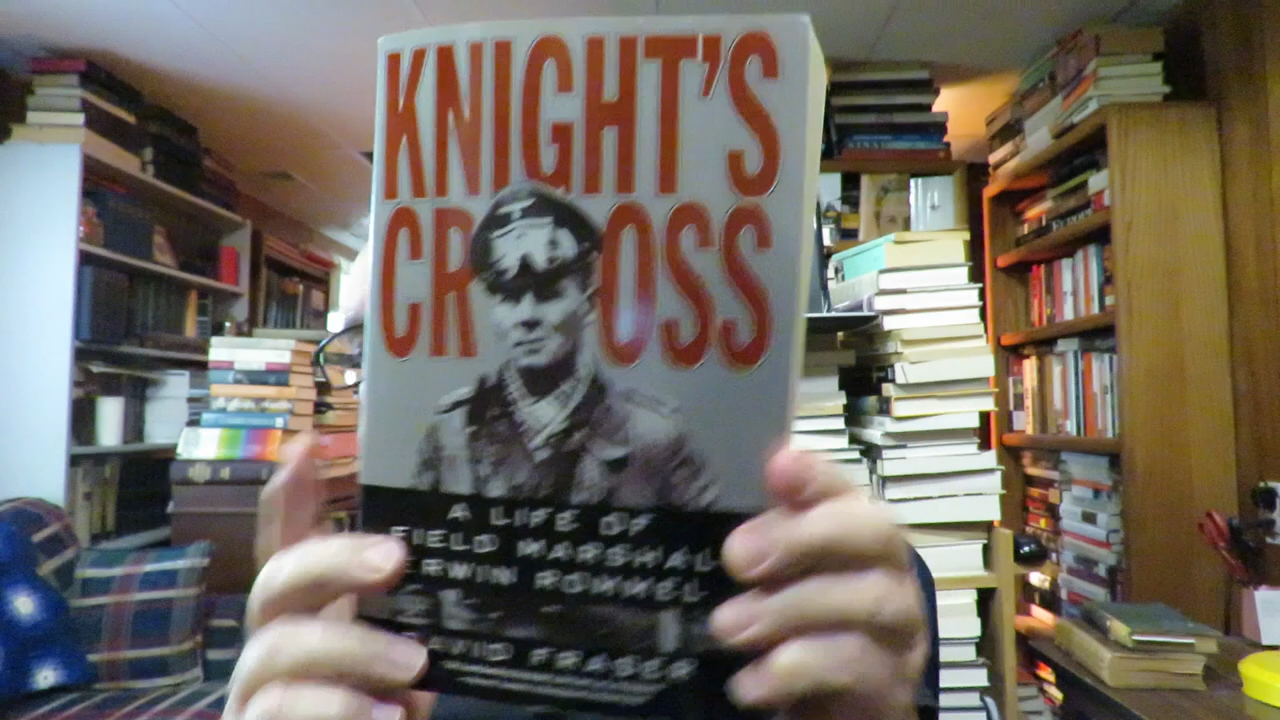 KNIGHT'S
CROSS
A LIFE OF
FIELD MARSHAL
ERWIN ROMMEL
DAVID FRASER